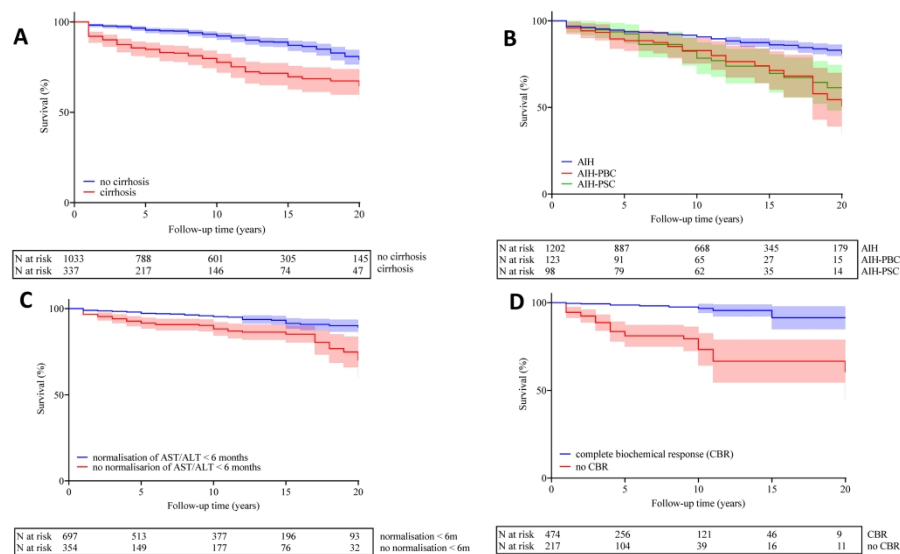 A
100
50
0
Survival (%)
no cirrhosis
cirrhosis
0 5 10 15 20
Follow-up time (years)
N at risk 1033 788 601 305 145 no cirrhosis
N at risk 337 217 146 74 47 cirrhosis
B
100
50
0
Survival (%)
AIH
AIH-PBC
AIH-PSC
0 5 10 15 20
Follow-up time (years)
N at risk 1202 887 668 345 179 AIH
N at risk 123 91 65 27 15 AIH-PBC
N at risk 98 79 62 35 14 AIH-PSC
C
100
50
0
Survival (%)
normalisation of AST/ALT < 6 months
no normalisarion of AST/ALT < 6 months
0 5 10 15 20
Follow-up time (years)
N at risk 697 513 377 196 93 normalisation < 6m
N at risk 354 149 177 76 32 no normalisation < 6m
D
100
50
0
Survival (%)
complete biochemical response (CBR)
no CBR
0 5 10 15 20
Follow-up time (years)
N at risk 474 256 121 46 9 CBR
N at risk 217 104 39 16 11 no CBR